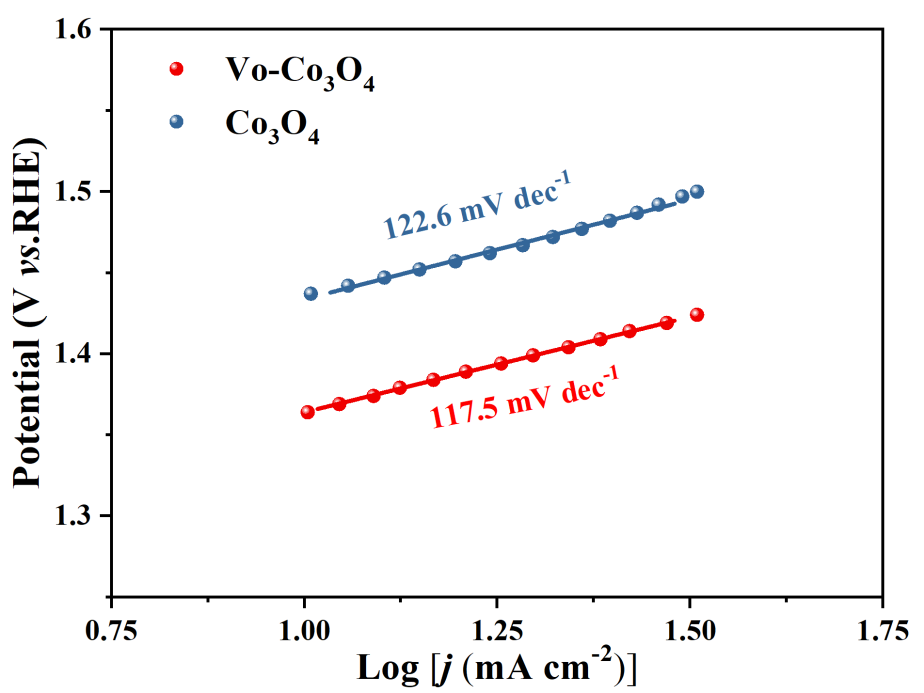 1.6
Vo-Co₃O₄
Co₃O₄
1.5
122.6 mV dec⁻¹
1.4
117.5 mV dec⁻¹
1.3
Potential (V vs.RHE)
0.75 1.00 1.25 1.50 1.75
Log [j (mA cm⁻²)]